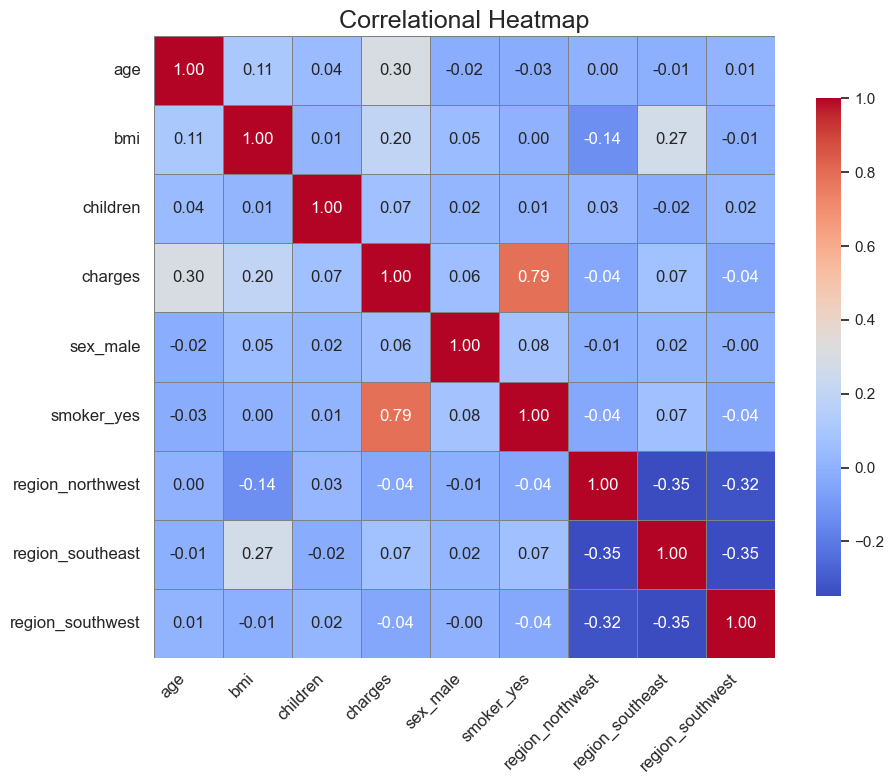 Correlational Heatmap
age 1.00 0.11 0.04 0.30 -0.02 -0.03 0.00 -0.01 0.01
bmi 0.11 1.00 0.01 0.20 0.05 0.00 -0.14 0.27 -0.01
children 0.04 0.01 1.00 0.07 0.02 0.01 0.03 -0.02 0.02
charges 0.30 0.20 0.07 1.00 0.06 0.79 -0.04 0.07 -0.04
sex_male -0.02 0.05 0.02 0.06 1.00 0.08 -0.01 0.02 -0.00
smoker_yes -0.03 0.00 0.01 0.79 0.08 1.00 -0.04 0.07 -0.04
region_northwest 0.00 -0.14 0.03 -0.04 -0.01 -0.04 1.00 -0.35 -0.32
region_southeast -0.01 0.27 -0.02 0.07 0.02 0.07 -0.35 1.00 -0.35
region_southwest 0.01 -0.01 0.02 -0.04 -0.00 -0.04 -0.32 -0.35 1.00
age
bmi
children
charges
sex_male
smoker_yes
region_northwest
region_southeast
region_southwest
1.0
0.8
0.6
0.4
0.2
0.0
−0.2